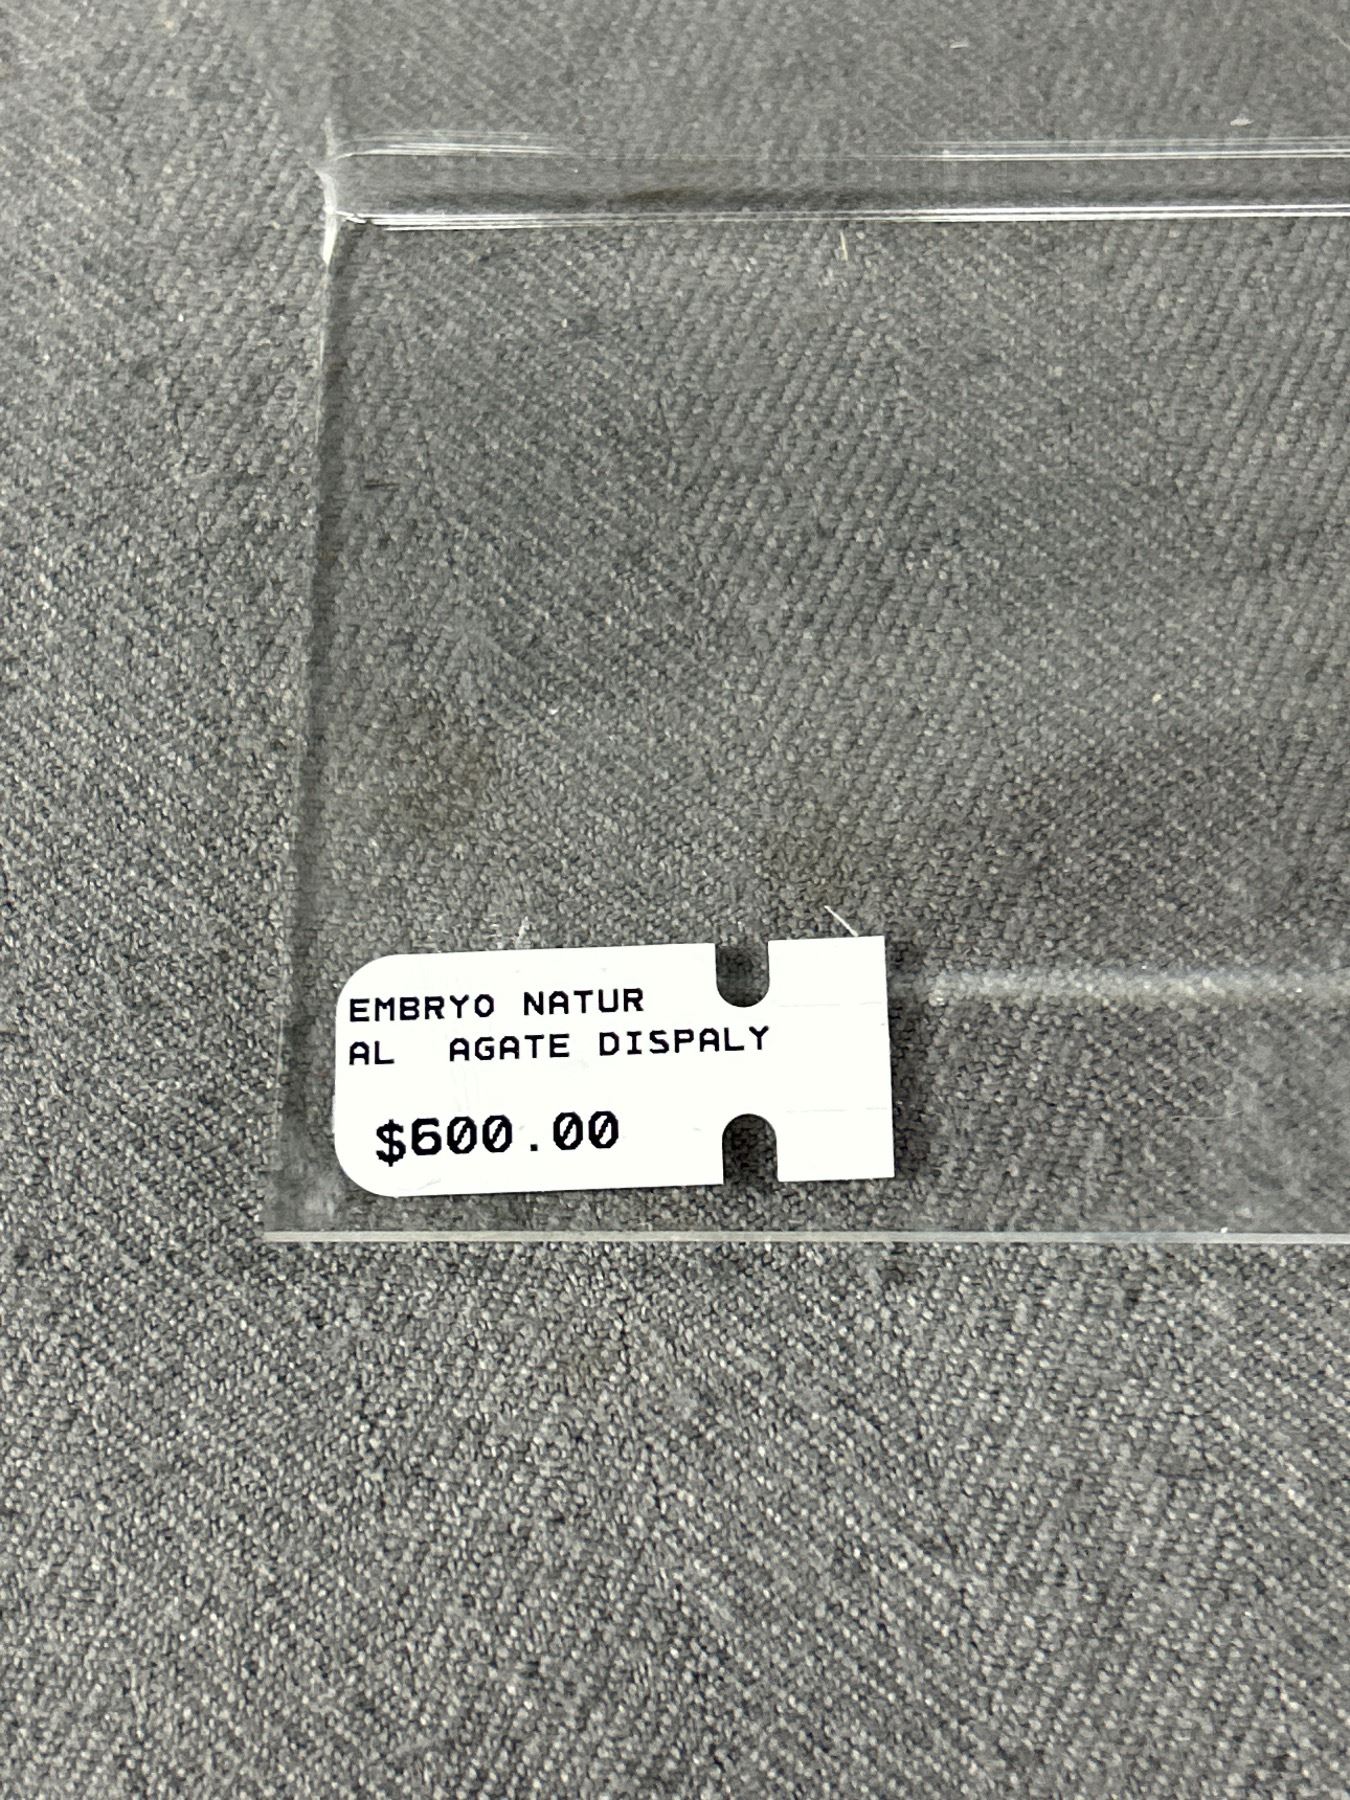 EMBRYO NATUR
AL AGATE DISPALY
$600.00